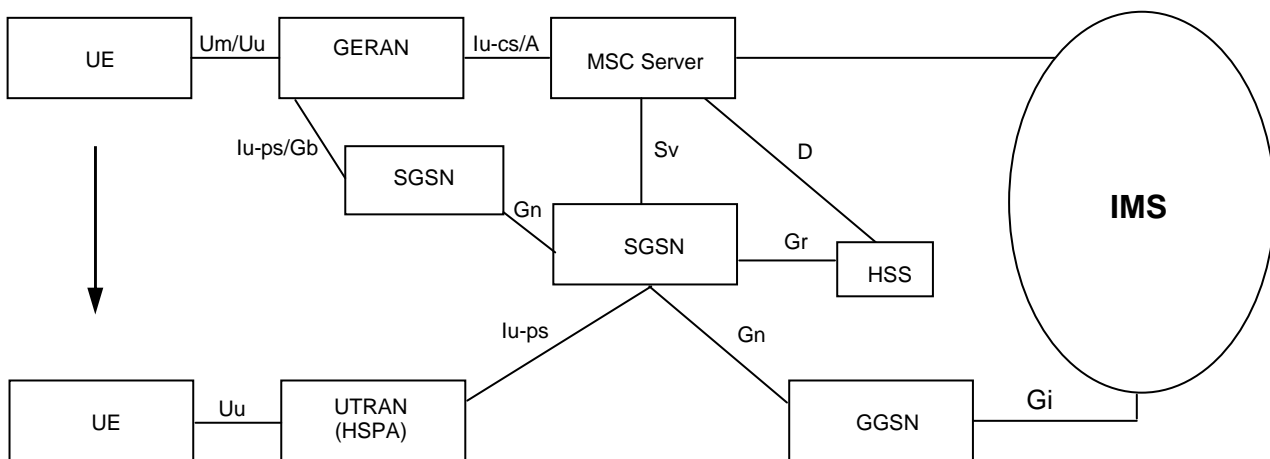 UE
Um/Uu
GERAN
Iu-cs/A
MSC Server
Iu-ps/Gb
SGSN
Gn
Sv
D
SGSN
Gr
HSS
IMS
Iu-ps
Gn
UE
Uu
UTRAN
(HSPA)
GGSN
Gi